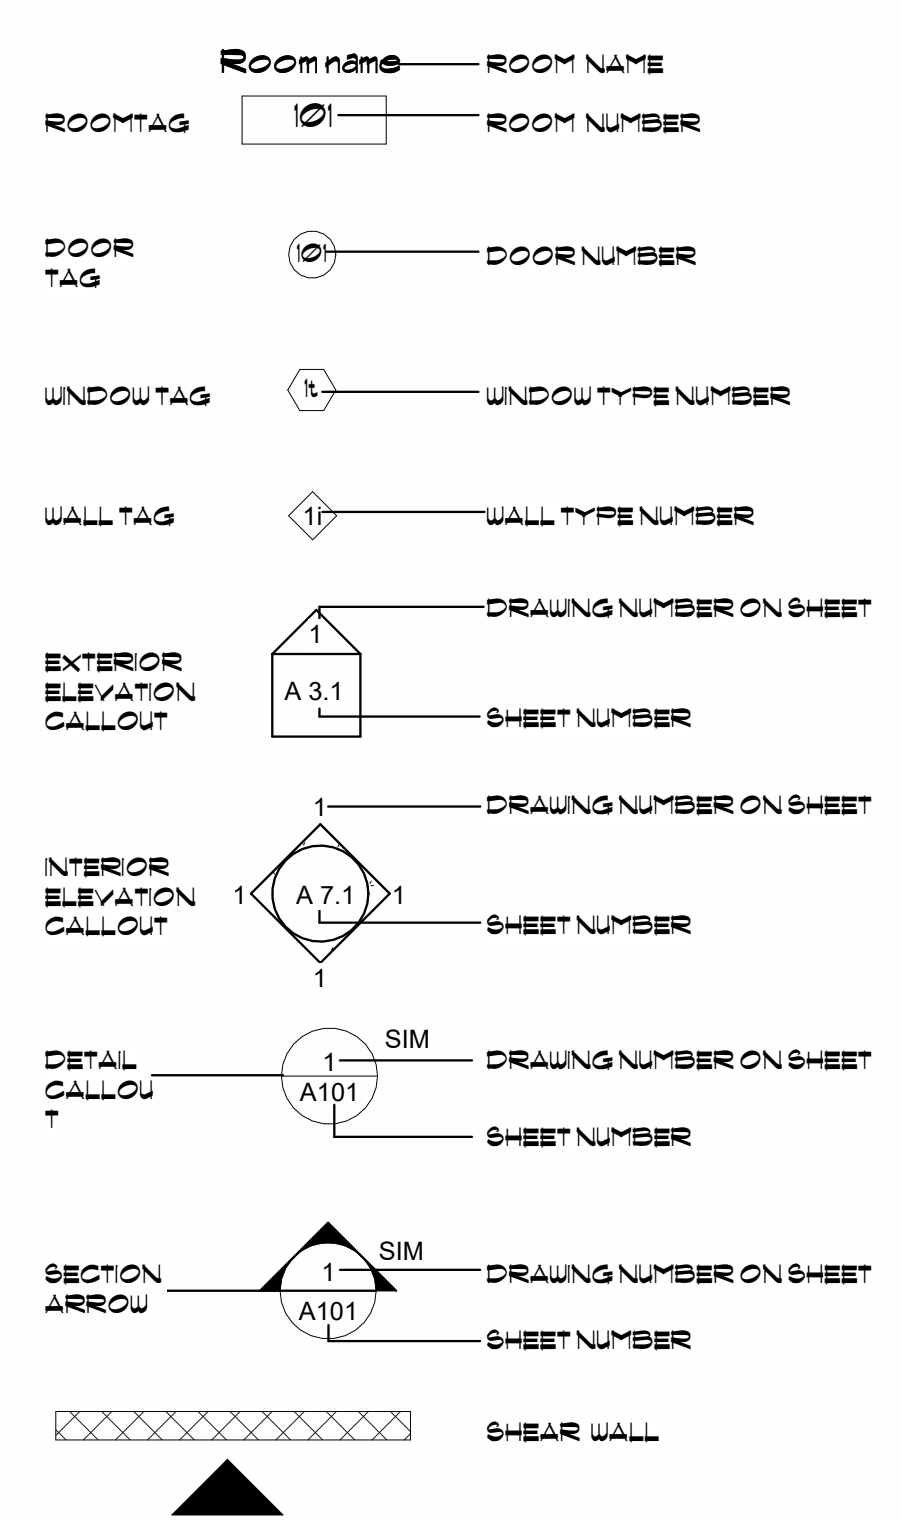 Room name ROOM NAME
ROOMTAG 101 ROOM NUMBER
DOOR
TAG
101 DOOR NUMBER
WINDOW TAG 1t WINDOW TYPE NUMBER
WALL TAG 1i WALL TYPE NUMBER
EXTERIOR
ELEVATION
CALLOUT
1 DRAWING NUMBER ON SHEET
A 3.1
SHEET NUMBER
INTERIOR
ELEVATION
CALLOUT
1 DRAWING NUMBER ON SHEET
1 A 7.1 1
SHEET NUMBER
1
DETAIL
CALLOU
T
SIM
1 DRAWING NUMBER ON SHEET
A101
SHEET NUMBER
SECTION
ARROW
SIM
1 DRAWING NUMBER ON SHEET
A101
SHEET NUMBER
SHEAR WALL